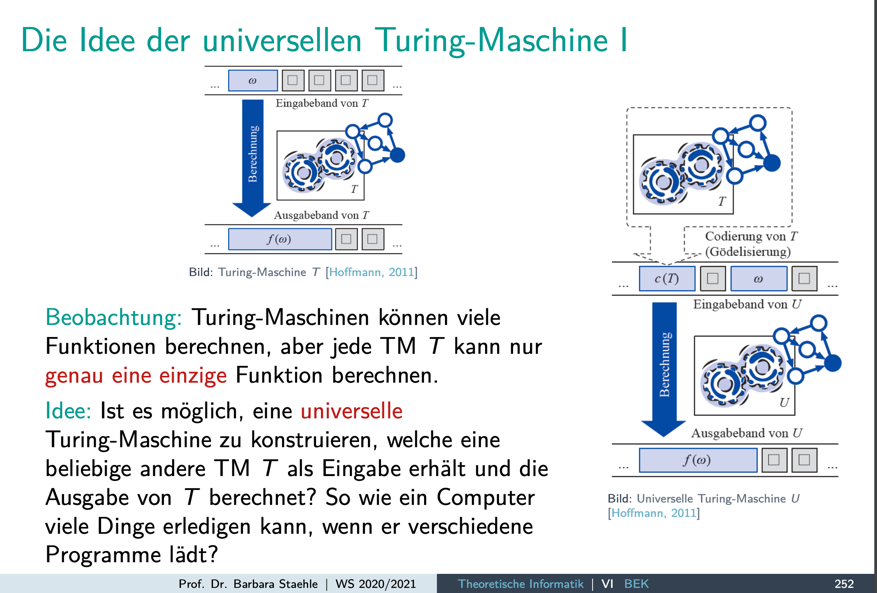 Die Idee der universellen Turing-Maschine I
... ω □ □ □ □ ...
Eingabeband von T
Berechnung
T
Ausgabeband von T
... f(ω) □ □ ...
Bild: Turing-Maschine T [Hoffmann, 2011]
Beobachtung: Turing-Maschinen können viele
Funktionen berechnen, aber jede TM T kann nur
genau eine einzige Funktion berechnen.
Idee: Ist es möglich, eine universelle
Turing-Maschine zu konstruieren, welche eine
beliebige andere TM T als Eingabe erhält und die
Ausgabe von T berechnet? So wie ein Computer
viele Dinge erledigen kann, wenn er verschiedene
Programme lädt?
T
Codierung von T
(Gödelisierung)
... c(T) □ ω □ ...
Eingabeband von U
Berechnung
U
Ausgabeband von U
... f(ω) □ □ ...
Bild: Universelle Turing-Maschine U
[Hoffmann, 2011]
Prof. Dr. Barbara Staehle | WS 2020/2021 Theoretische Informatik | VI BEK 252